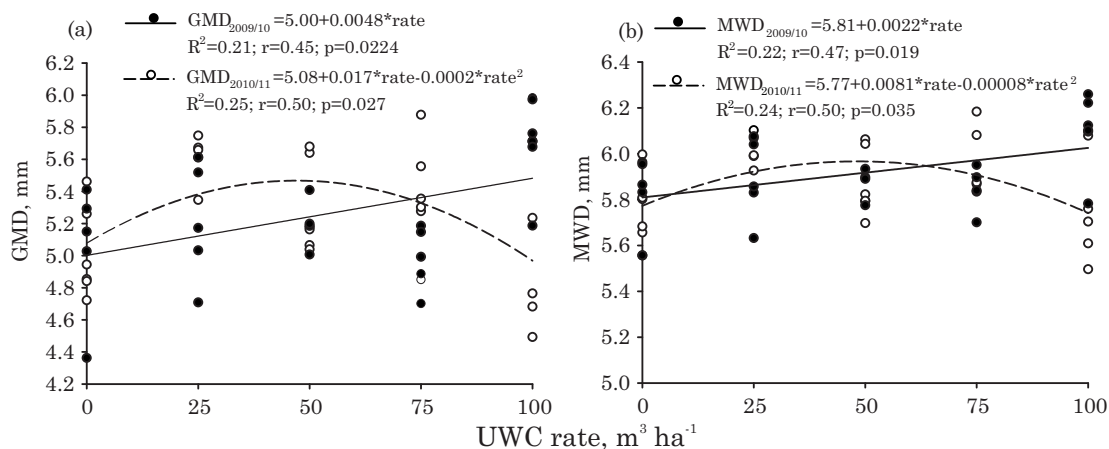 (a)
GMD2009/10 =5.00+0.0048*rate
R²=0.21; r=0.45; p=0.0224
GMD2010/11 =5.08+0.017*rate-0.0002*rate²
R²=0.25; r=0.50; p=0.027
6.2
6.0
5.8
5.6
5.4
5.2
5.0
4.8
4.6
4.4
4.2
GMD, mm
0
25
50
75
100
(b)
MWD2009/10 =5.81+0.0022*rate
R²=0.22; r=0.47; p=0.019
MWD2010/11 =5.77+0.0081*rate-0.00008*rate²
R²=0.24; r=0.50; p=0.035
6.4
6.2
6.0
5.8
5.6
5.4
5.2
5.0
MWD, mm
0
25
50
75
100
UWC rate, m³ ha⁻¹